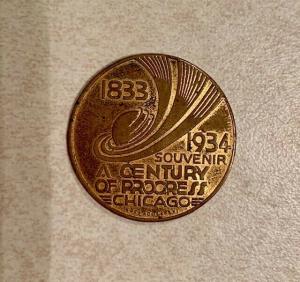 1833
1934
SOUVENIR
A CENTURY
OF PROGRESS
CHICAGO